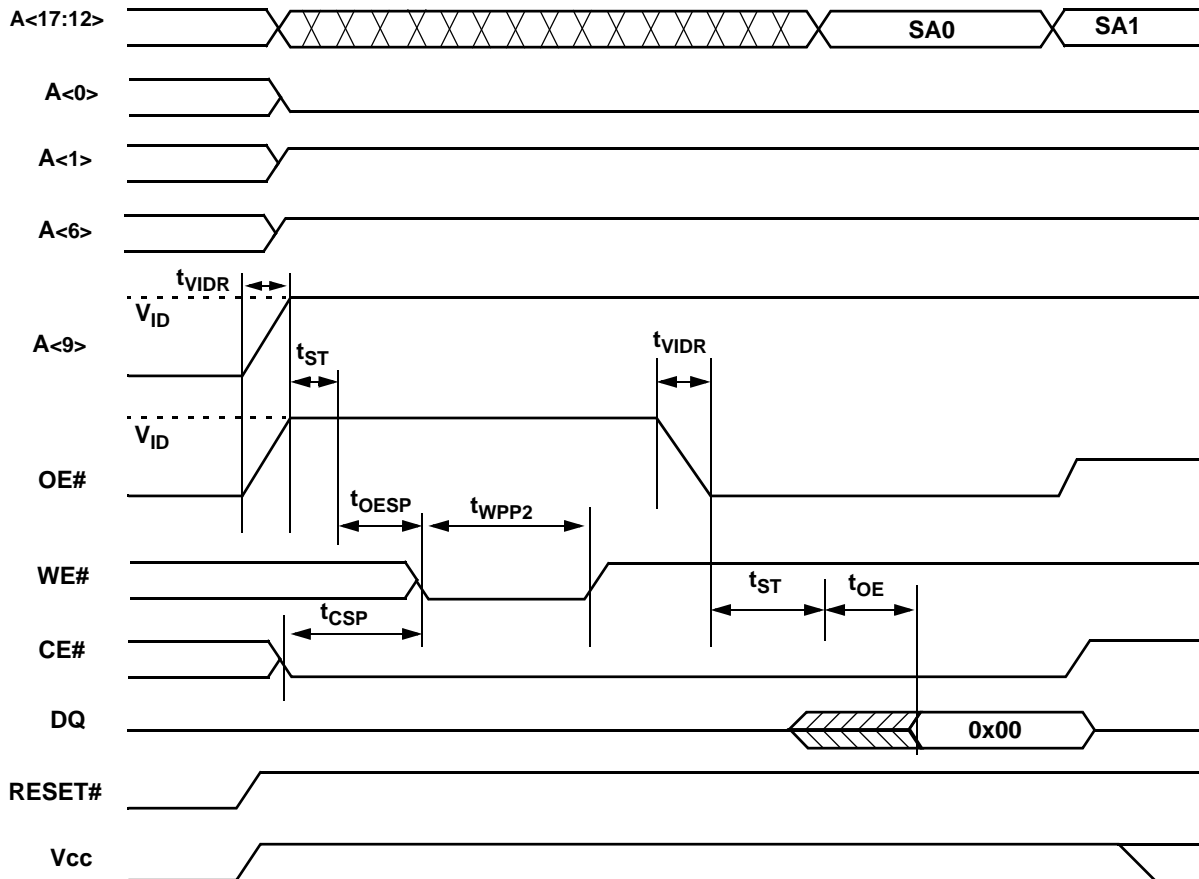 A<17:12>
SA0
SA1
A<0>
A<1>
A<6>
tVIDR
VID
A<9>
tST
tVIDR
VID
OE#
tOESP
tWPP2
WE#
tST
tOE
tCSP
CE#
DQ
0x00
RESET#
Vcc